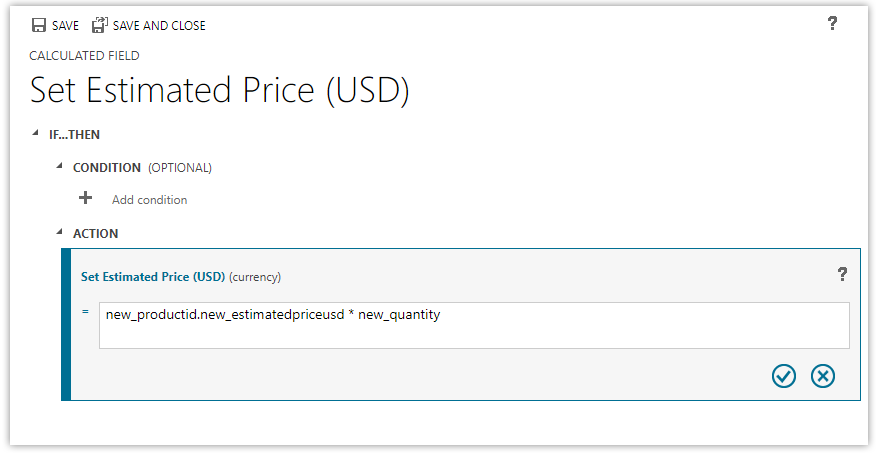 SAVE SAVE AND CLOSE ?
CALCULATED FIELD
Set Estimated Price (USD)
IF...THEN
CONDITION (OPTIONAL)
Add condition
ACTION
Set Estimated Price (USD) (currency) ?
= new_productid.new_estimatedpriceusd * new_quantity